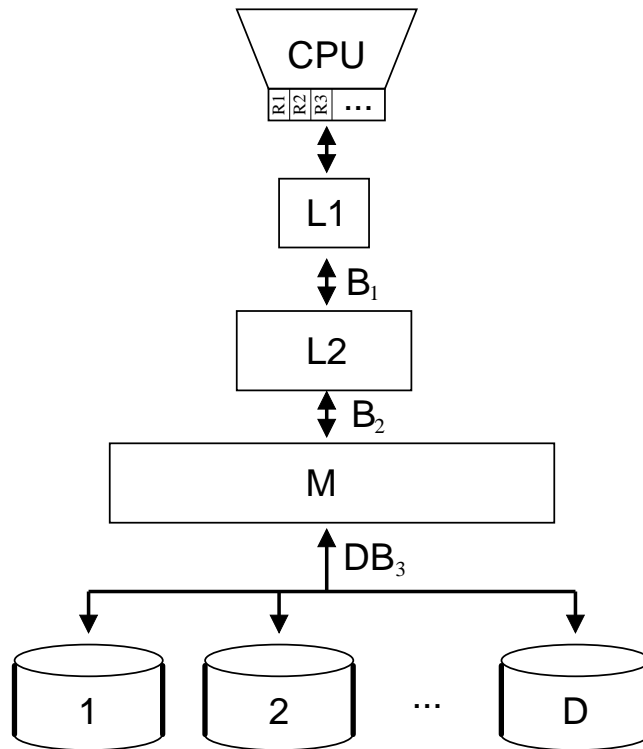 CPU
R1 R2 R3 ...
L1
B₁
L2
B₂
M
DB₃
1 2 ... D